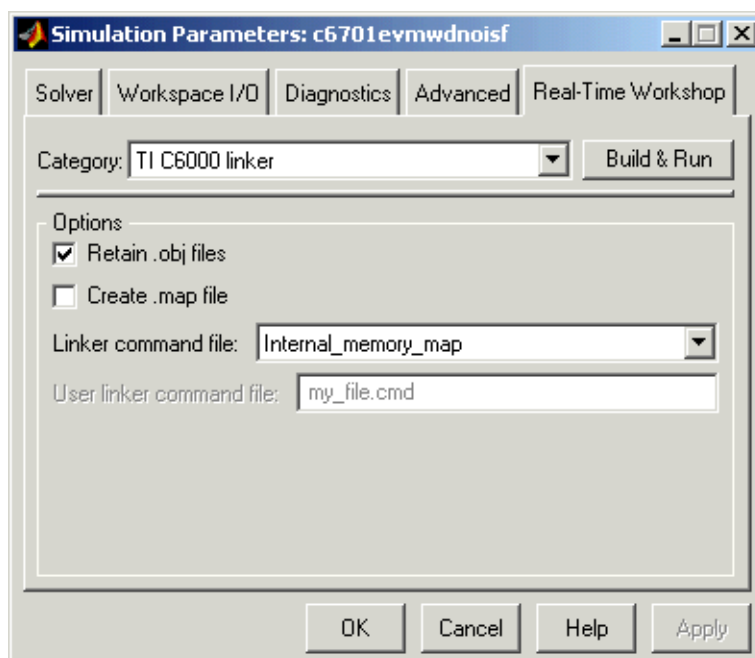 Simulation Parameters: c6701evmwdnoisf
Solver Workspace I/O Diagnostics Advanced Real-Time Workshop
Category: TI C6000 linker Build & Run
Options
Retain .obj files
Create .map file
Linker command file: Internal_memory_map
User linker command file: my_file.cmd
OK Cancel Help Apply